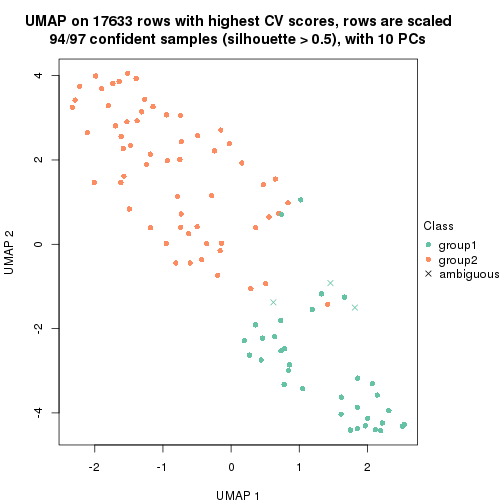 UMAP on 17633 rows with highest CV scores, rows are scaled
94/97 confident samples (silhouette > 0.5), with 10 PCs
4
2
0
-2
-4
UMAP 2
-2
-1
0
1
2
UMAP 1
Class
group1
group2
ambiguous